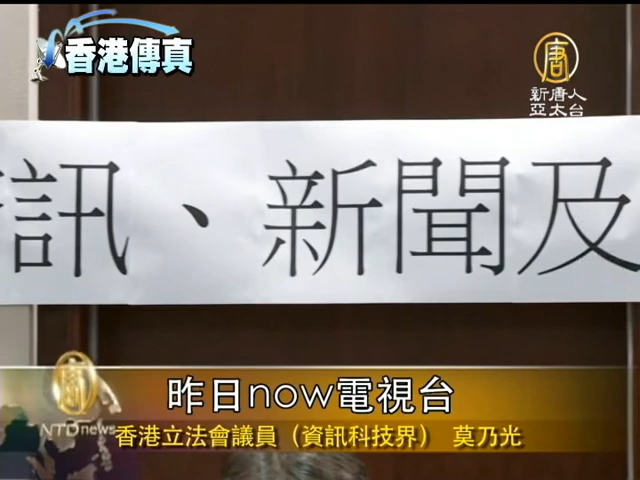 香港傳真
唐
新唐人
亞太台
訊、新聞及
昨日now電視台
唐
NTDnews
香港立法會議員（資訊科技界） 莫乃光